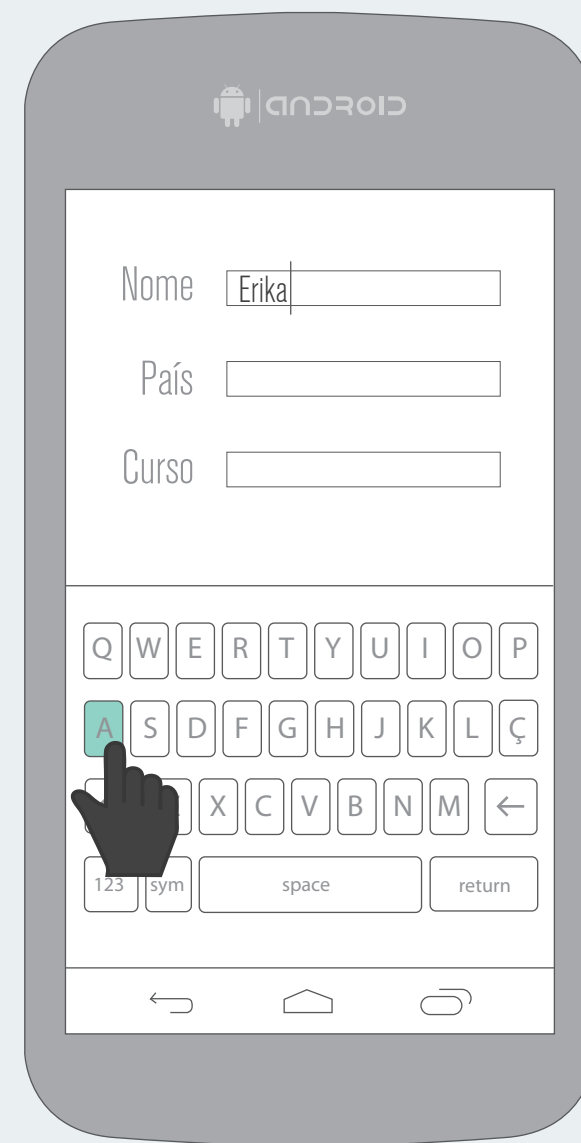 ANDROID
Nome Erika
País
Curso
Q W E R T Y U I O P
A S D F G H J K L Ç
X C V B N M ←
123 sym space return